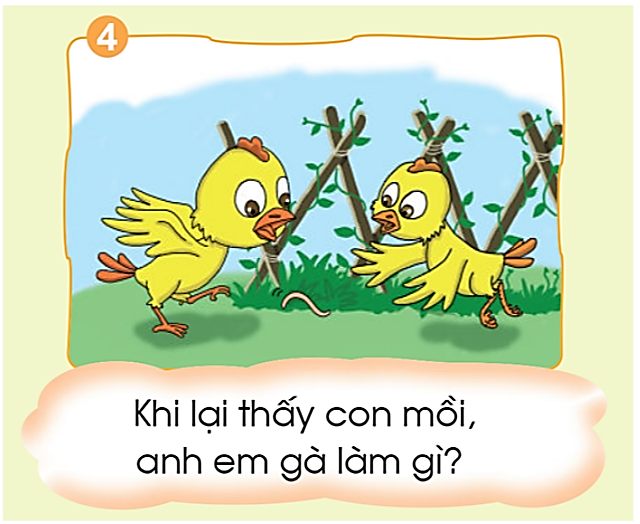 4
Khi lại thấy con mồi,
anh em gà làm gì?